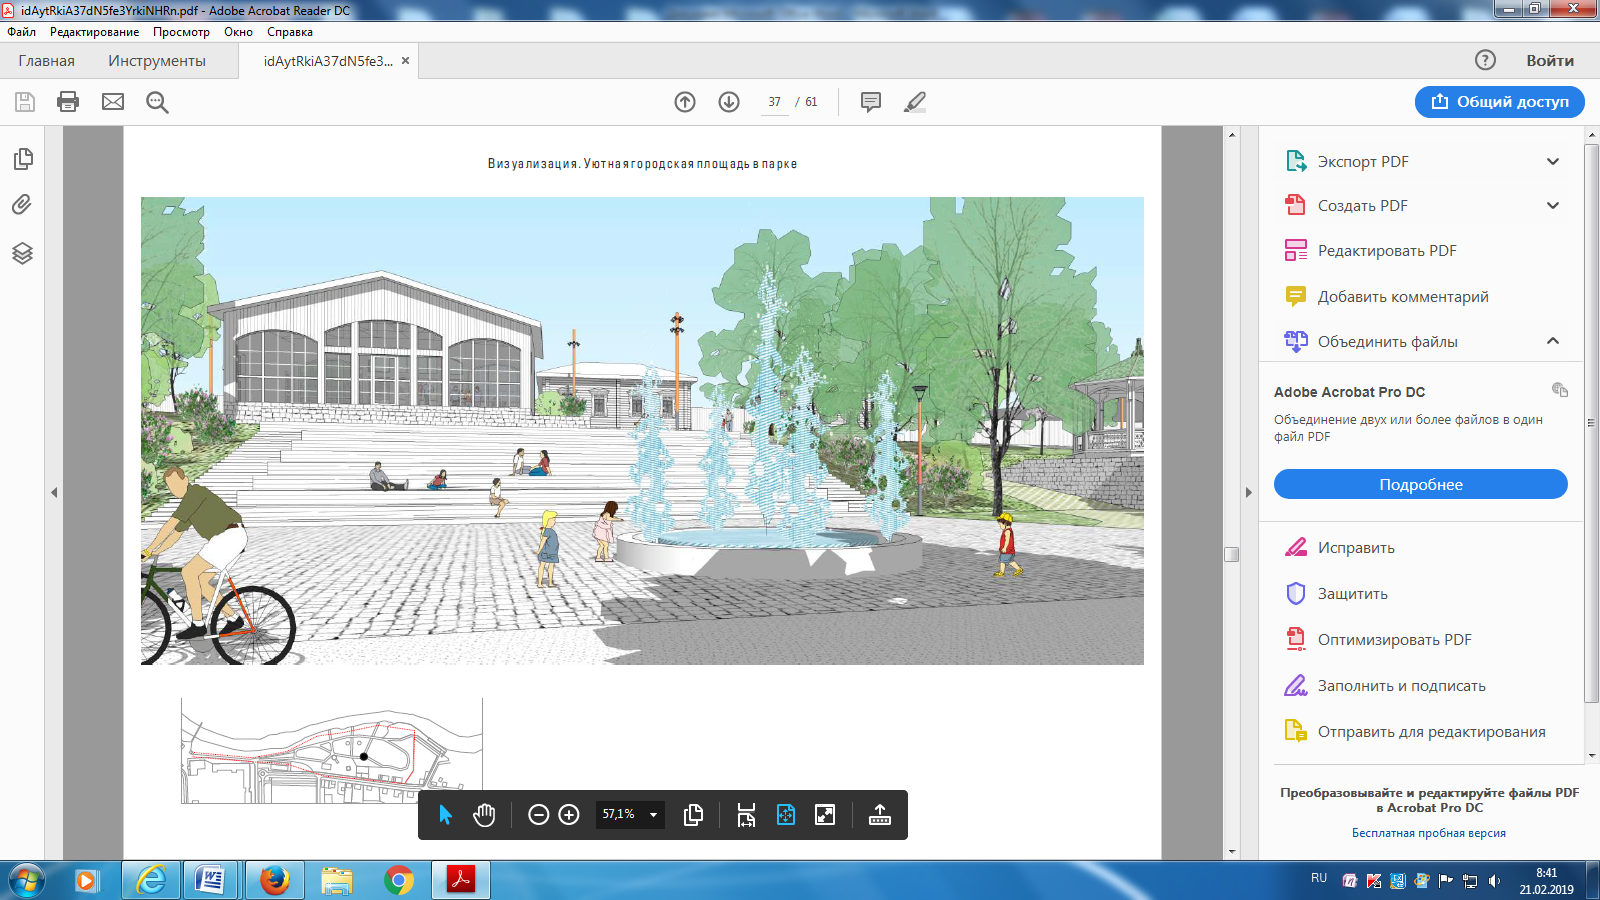 idAytRkiA37dN5fe3YrkiNHRn.pdf - Adobe Acrobat Reader DC
Файл Редактирование Просмотр Окно Справка
Главная Инструменты idAytRkiA37dN5fe3... × Войти
37 / 61 Общий доступ
Визуализация. Уютная городская площадь в парке
Экспорт PDF
Создать PDF
Редактировать PDF
Добавить комментарий
Объединить файлы
Adobe Acrobat Pro DC
Объединение двух или более файлов в один
файл PDF
Подробнее
Исправить
Защитить
Оптимизировать PDF
Заполнить и подписать
Отправить для редактирования
Преобразовывайте и редактируйте файлы PDF
в Acrobat Pro DC
Бесплатная пробная версия
57,1%
RU
8:41
21.02.2019